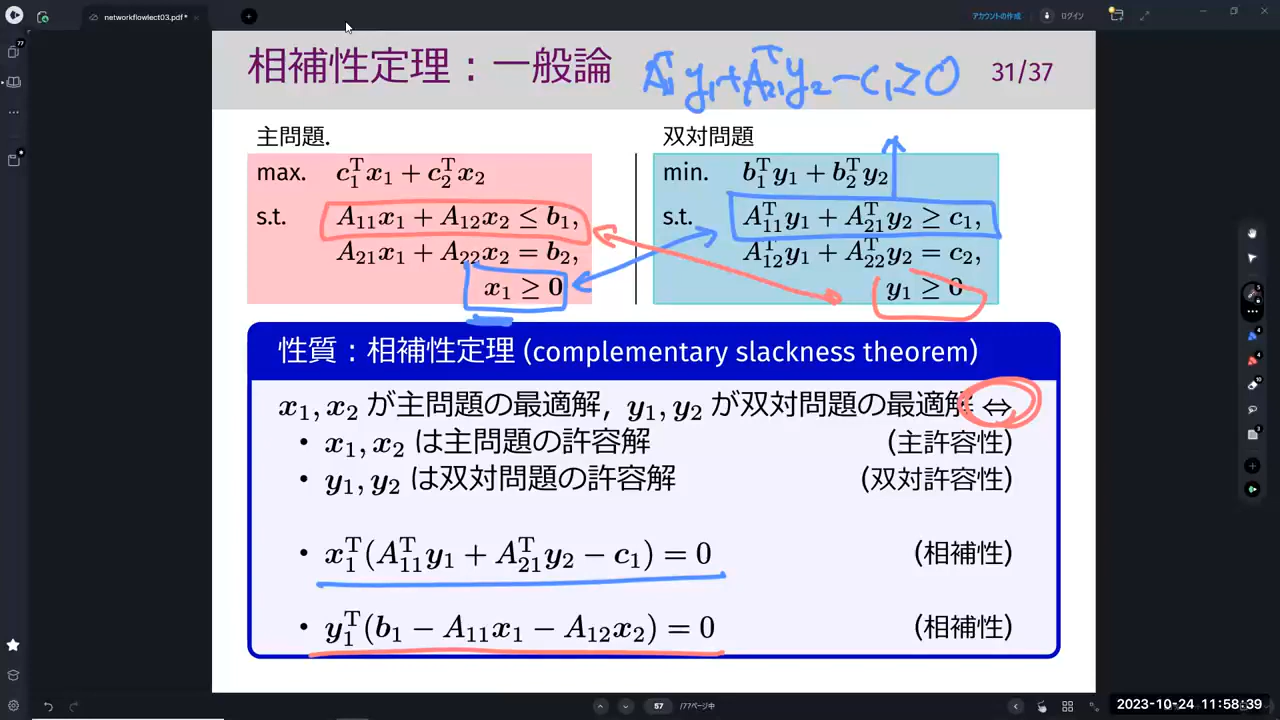 networkflowlect03.pdf*
アカウントの作成
ログイン
77
相補性定理：一般論
A₁₁ᵀy₁+A₂₁ᵀy₂−c₁≥0
31/37
主問題.
max. c₁ᵀx₁ + c₂ᵀx₂
s.t. A₁₁x₁ + A₁₂x₂ ≤ b₁,
A₂₁x₁ + A₂₂x₂ = b₂,
x₁ ≥ 0
双対問題
min. b₁ᵀy₁ + b₂ᵀy₂
s.t. A₁₁ᵀy₁ + A₂₁ᵀy₂ ≥ c₁,
A₁₂ᵀy₁ + A₂₂ᵀy₂ = c₂,
y₁ ≥ 0
性質：相補性定理 (complementary slackness theorem)
x₁, x₂ が主問題の最適解, y₁, y₂ が双対問題の最適解 ⇔
• x₁, x₂ は主問題の許容解 (主許容性)
• y₁, y₂ は双対問題の許容解 (双対許容性)
• x₁ᵀ(A₁₁ᵀy₁ + A₂₁ᵀy₂ − c₁) = 0 (相補性)
• y₁ᵀ(b₁ − A₁₁x₁ − A₁₂x₂) = 0 (相補性)
57 /77ページ中
2023-10-24 11:58:39